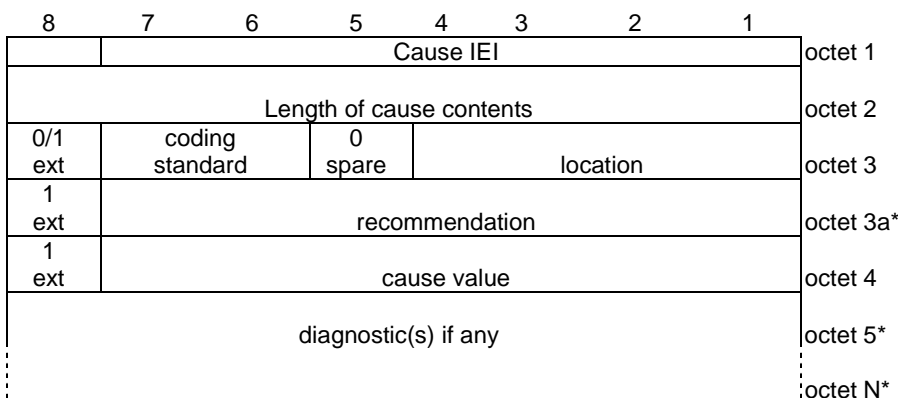 8 7 6 5 4 3 2 1
Cause IEI octet 1
Length of cause contents octet 2
0/1 coding 0
ext standard spare location octet 3
1
ext recommendation octet 3a*
1
ext cause value octet 4
diagnostic(s) if any octet 5*
octet N*